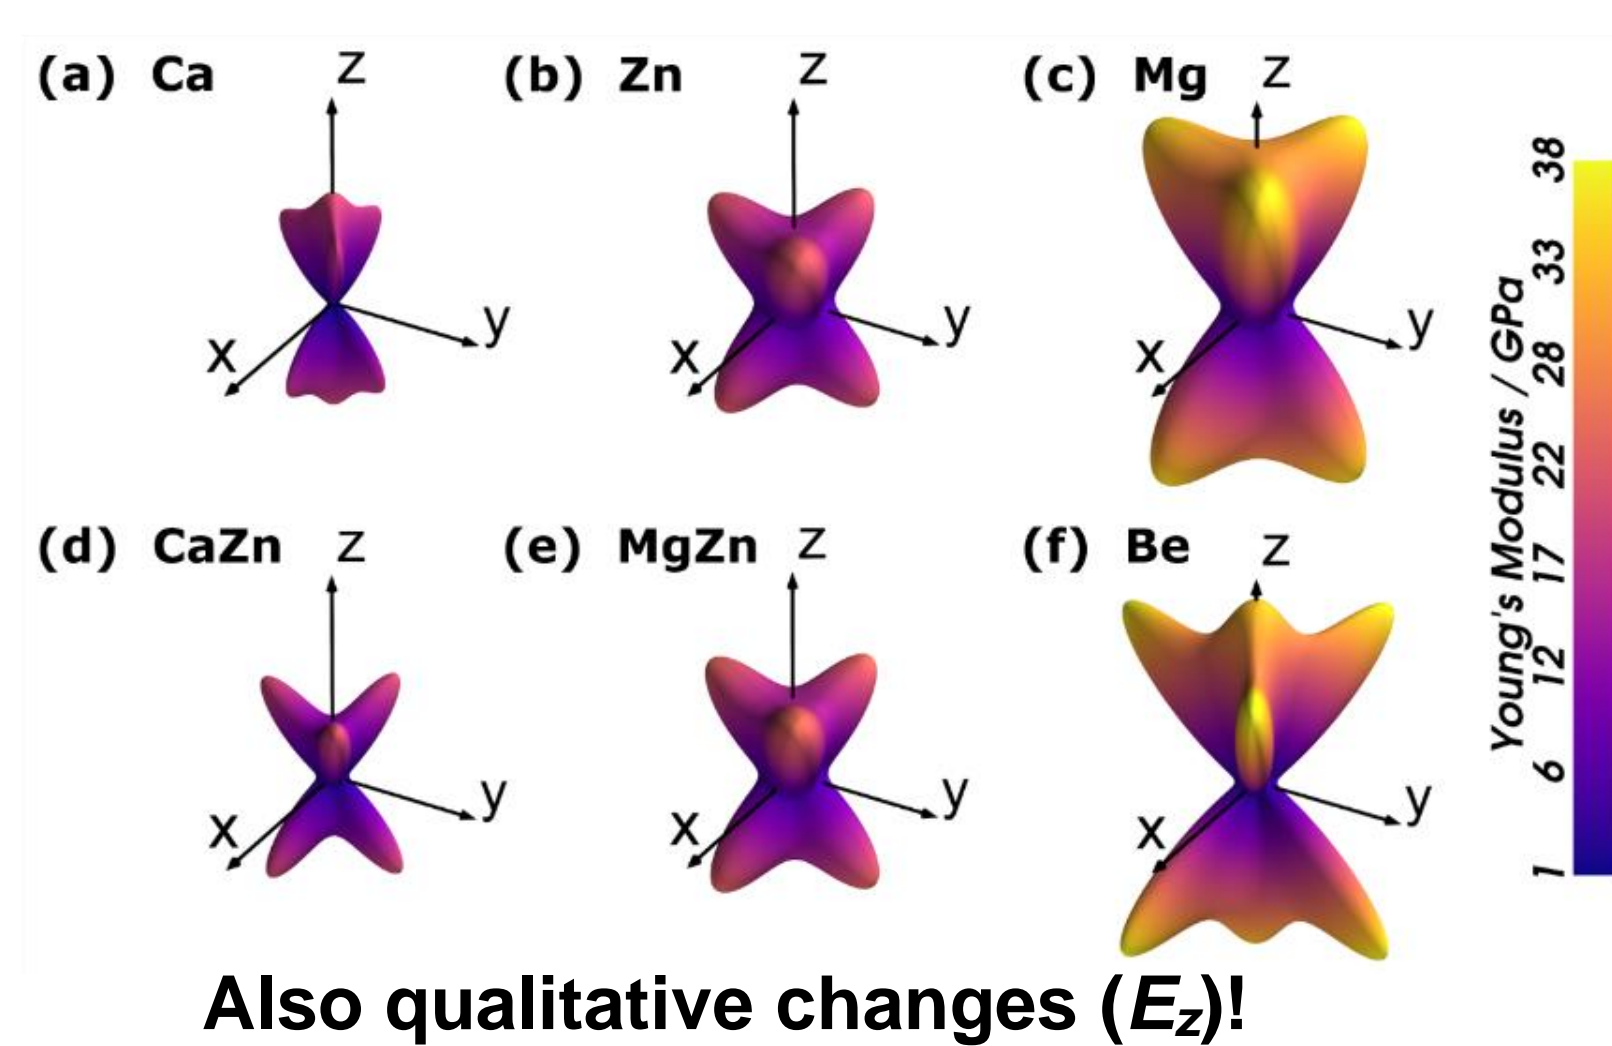 (a) Ca
z
x
y
(b) Zn
z
x
y
(c) Mg
z
x
y
(d) CaZn
z
x
y
(e) MgZn
z
x
y
(f) Be
z
x
y
Young's Modulus / GPa
38
33
28
22
17
12
6
1
Also qualitative changes (Ez)!